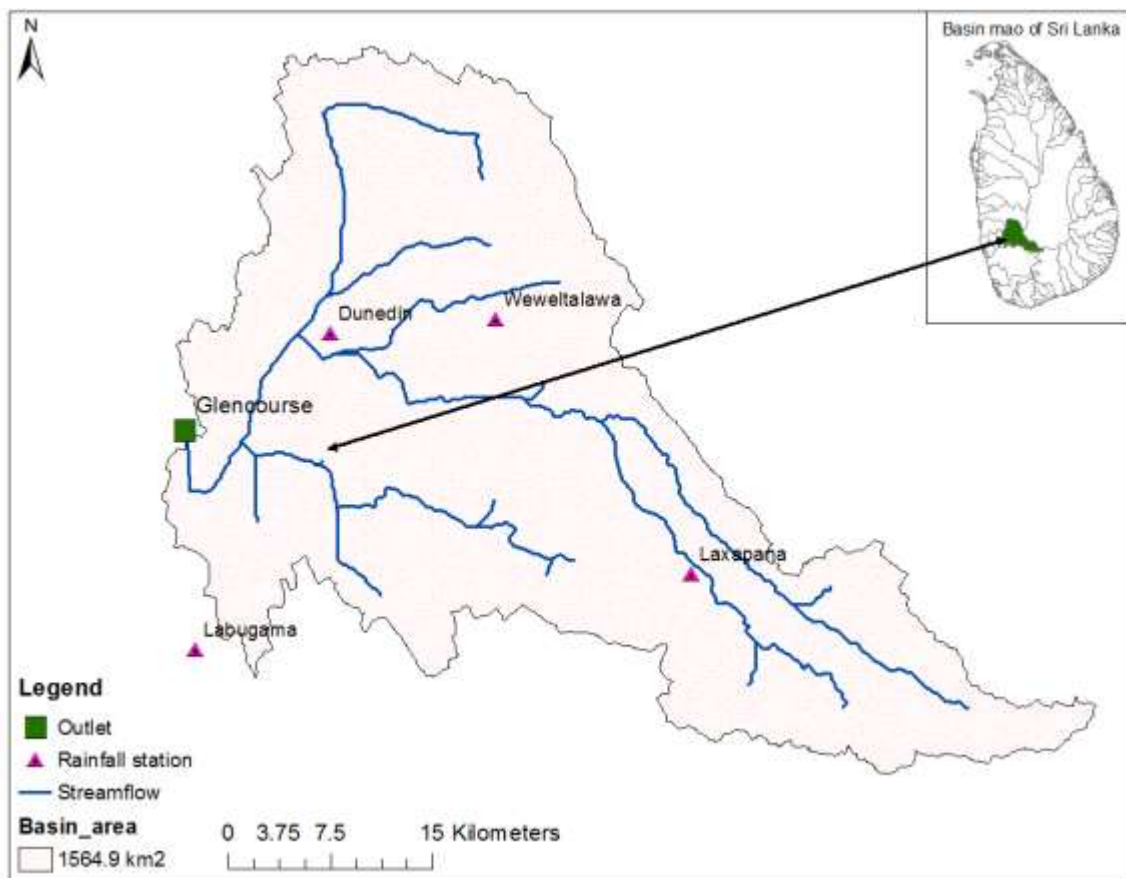 N
Basin mao of Sri Lanka
Dunedin
Weweltalawa
Glencourse
Laxapana
Labugama
Legend
Outlet
Rainfall station
Streamflow
Basin_area
1564.9 km2
0 3.75 7.5 15 Kilometers